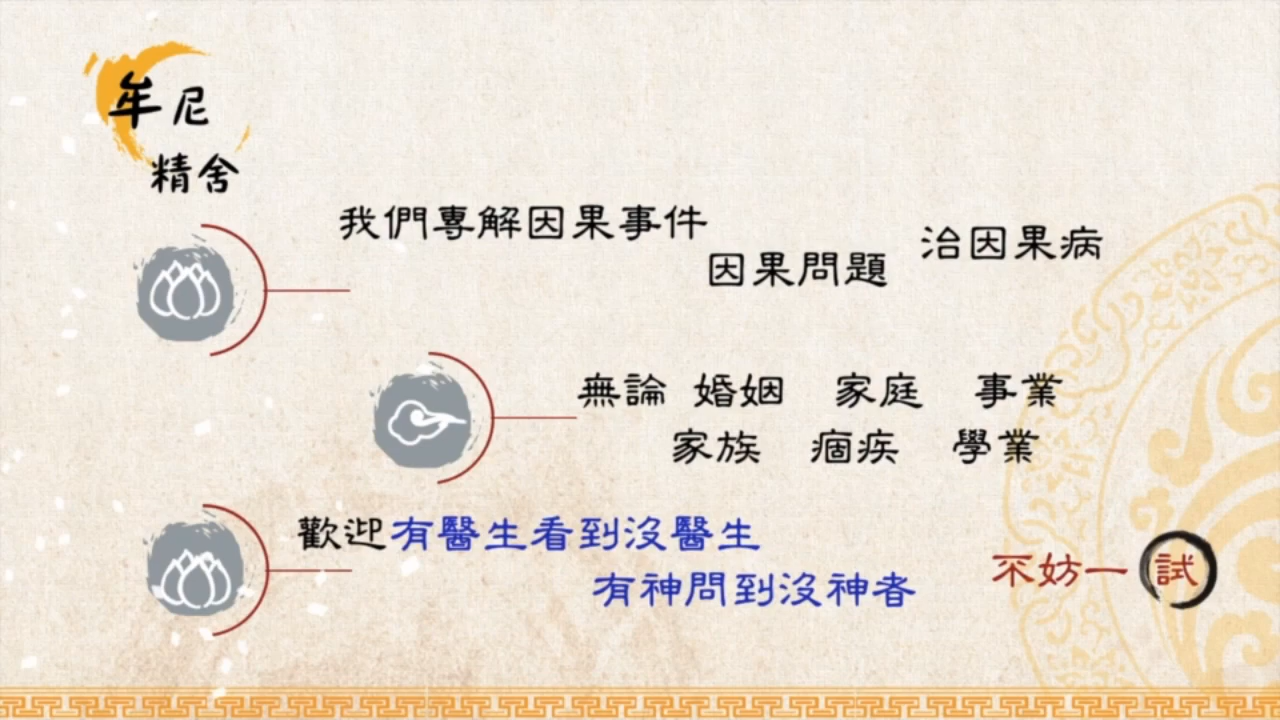 牟尼
精舍
我們專解因果事件
因果問題
治因果病
無論 婚姻 家庭 事業
家族 痼疾 學業
歡迎有醫生看到沒醫生
有神問到沒神者
不妨一試